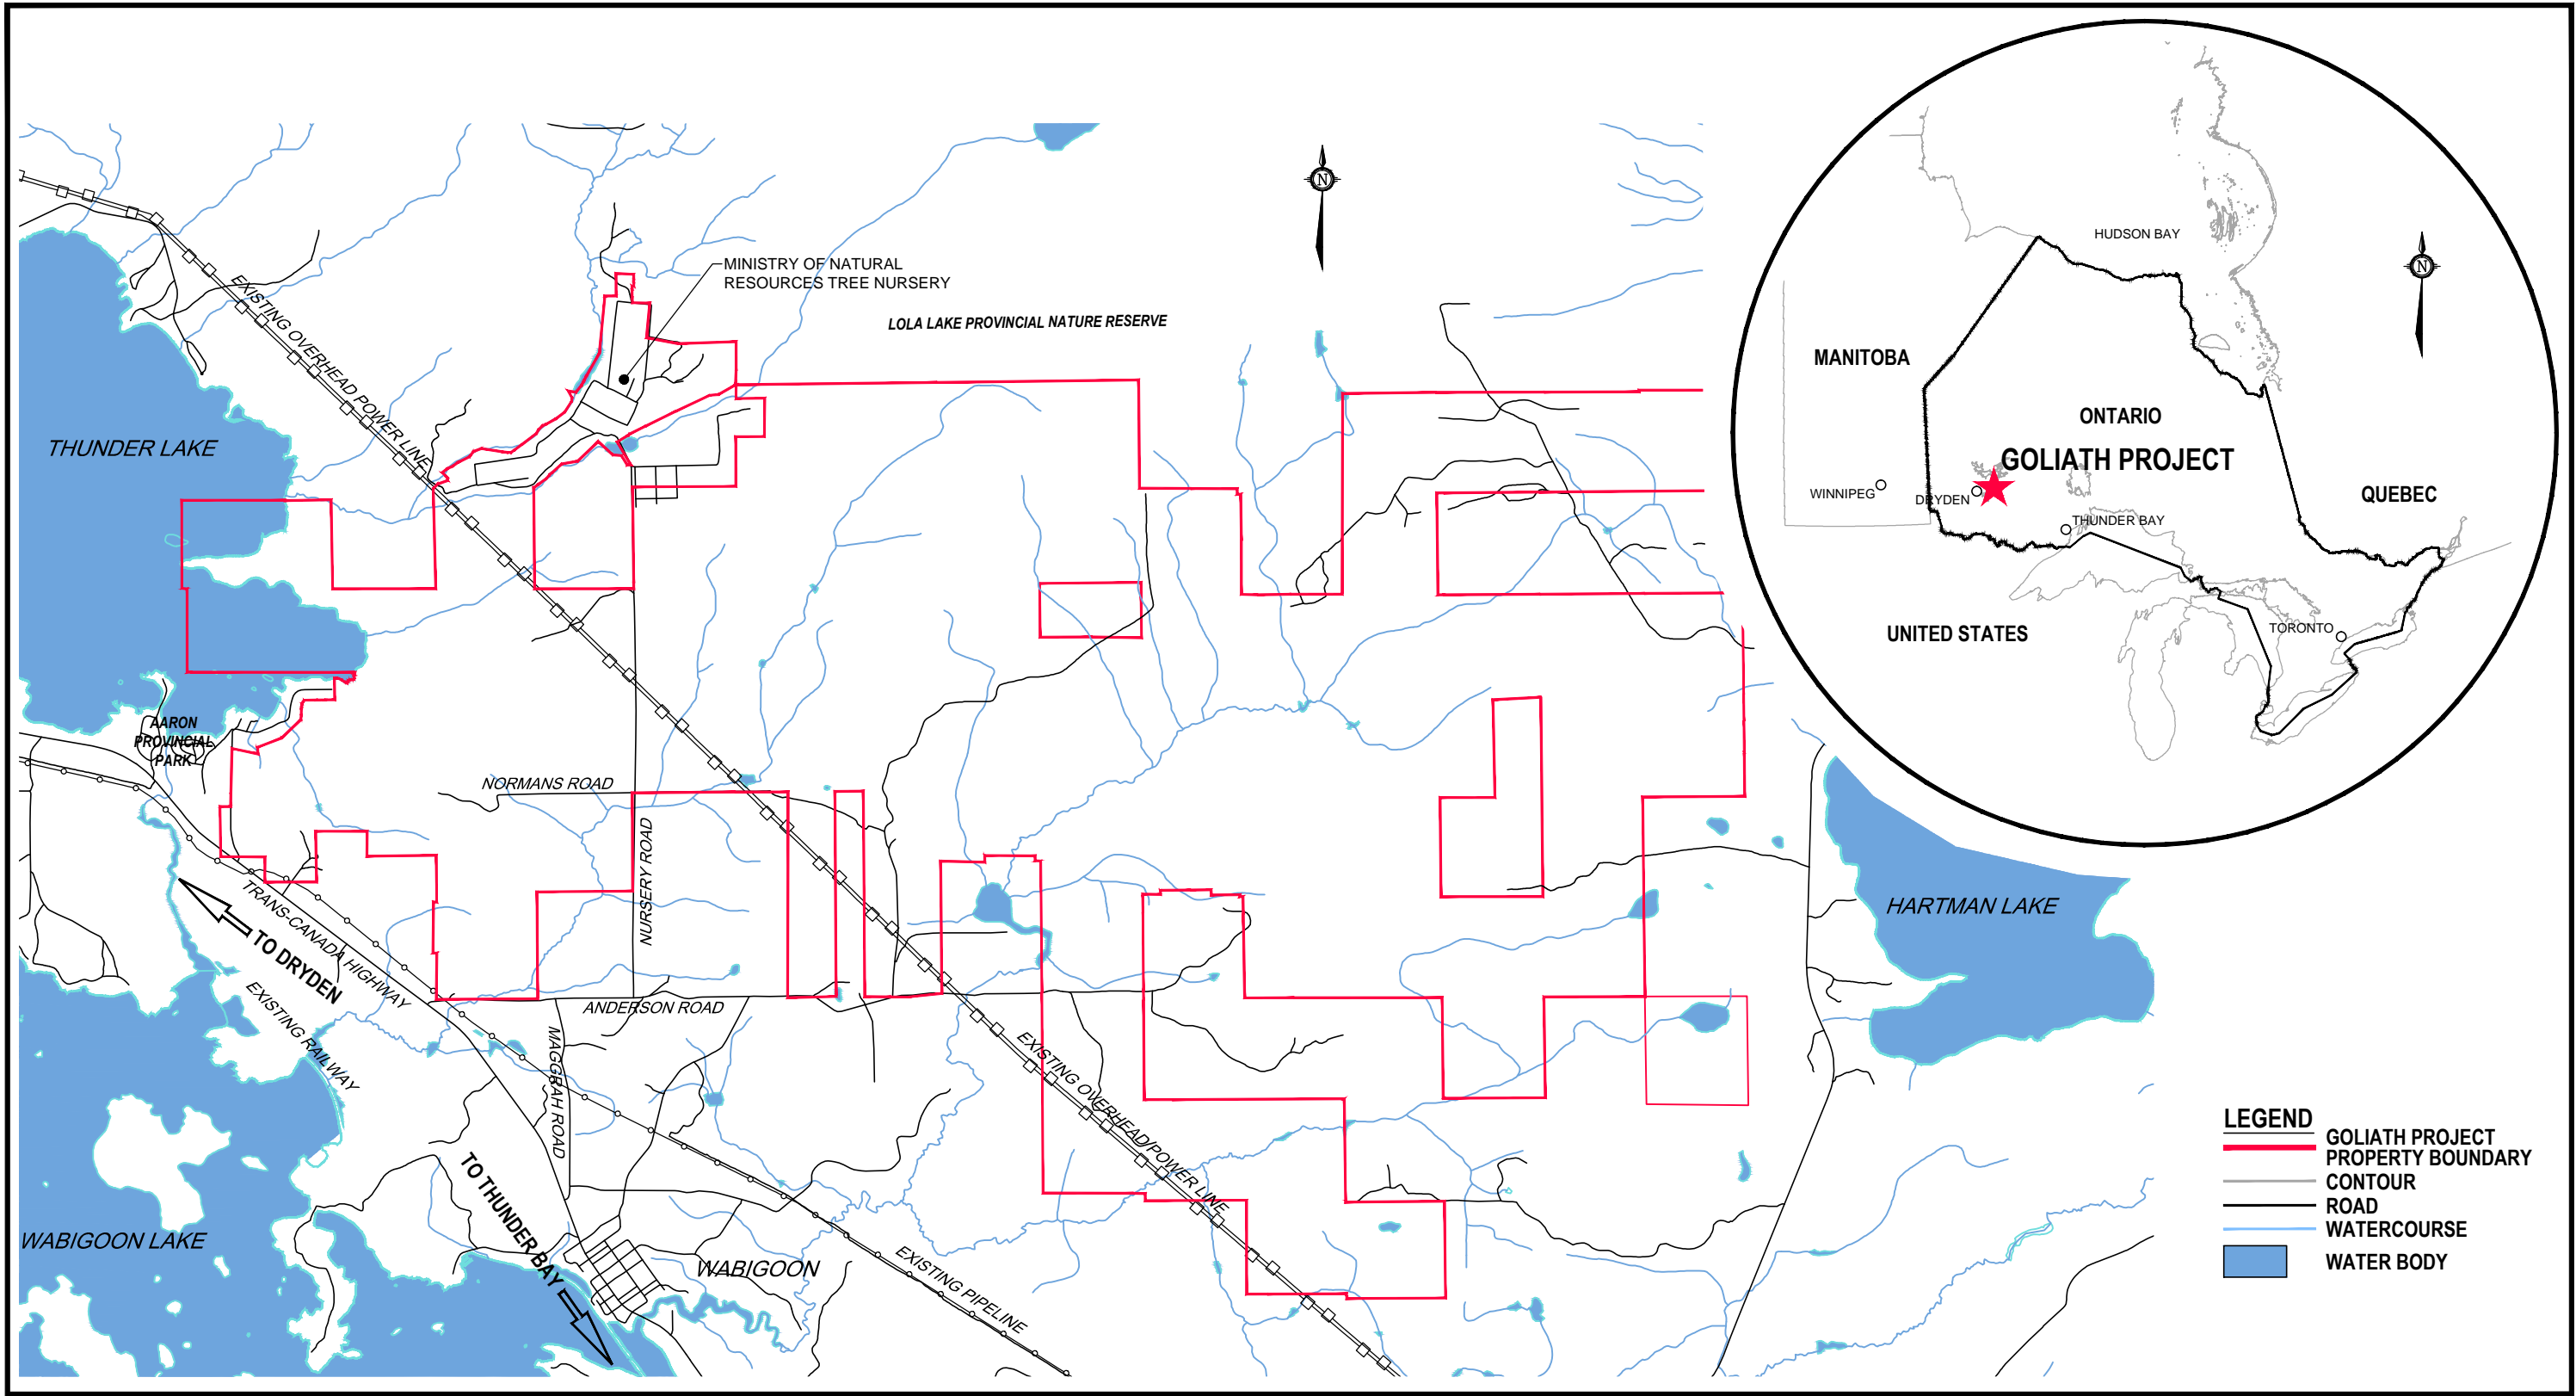 MINISTRY OF NATURAL
RESOURCES TREE NURSERY
LOLA LAKE PROVINCIAL NATURE RESERVE
N
EXISTING OVERHEAD POWER LINE
THUNDER LAKE
AARON
PROVINCIAL
PARK
NORMANS ROAD
NURSERY ROAD
TRANS-CANADA HIGHWAY
TO DRYDEN
EXISTING RAILWAY
ANDERSON ROAD
MAGGRAH ROAD
EXISTING OVERHEAD POWER LINE
TO THUNDER BAY
WABIGOON LAKE
WABIGOON
EXISTING PIPELINE
HARTMAN LAKE
HUDSON BAY
N
MANITOBA
ONTARIO
GOLIATH PROJECT
WINNIPEG
DRYDEN
QUEBEC
THUNDER BAY
UNITED STATES
TORONTO
LEGEND
GOLIATH PROJECT
PROPERTY BOUNDARY
CONTOUR
ROAD
WATERCOURSE
WATER BODY